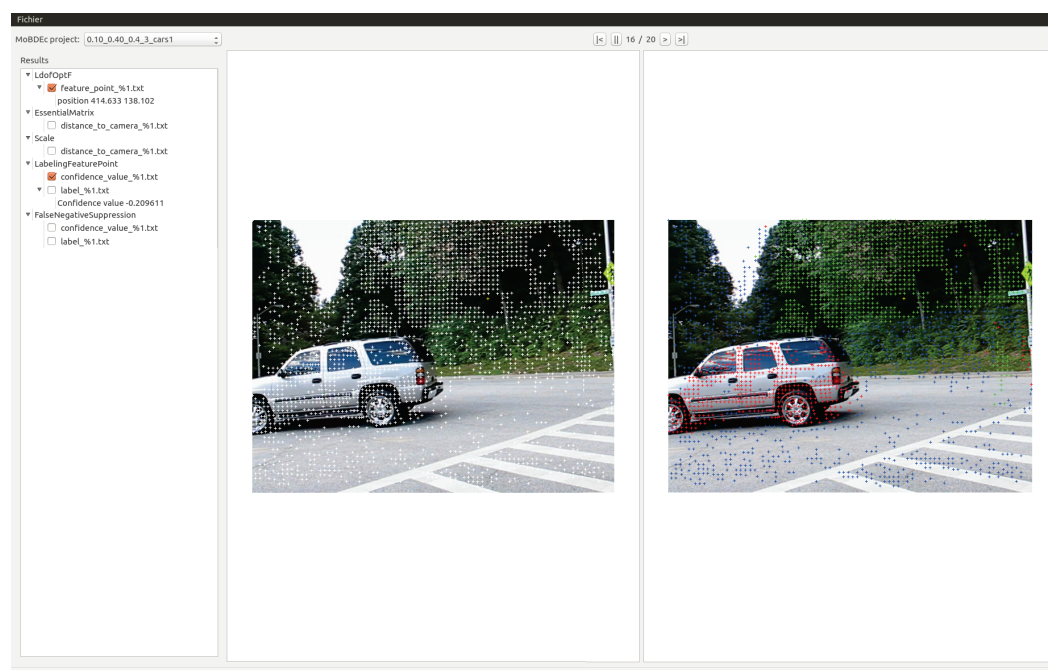 Fichier
MoBDEc project: 0.10_0.40_0.4_3_cars1
|< || 16 / 20 > >|
Results
LdofOptF
feature_point_%1.txt
position 414.633 138.102
EssentialMatrix
distance_to_camera_%1.txt
Scale
distance_to_camera_%1.txt
LabelingFeaturePoint
confidence_value_%1.txt
label_%1.txt
Confidence value -0.209611
FalseNegativeSuppression
confidence_value_%1.txt
label_%1.txt